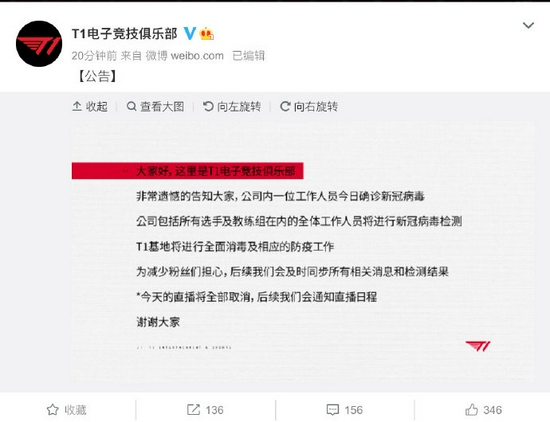 T1电子竞技俱乐部
20分钟前 来自 微博 weibo.com 已编辑
【公告】
收起 查看大图 向左旋转 向右旋转
大家好，这里是T1电子竞技俱乐部
非常遗憾的告知大家，公司内一位工作人员今日确诊新冠病毒
公司包括所有选手及教练组在内的全体工作人员将进行新冠病毒检测
T1基地将进行全面消毒及相应的防疫工作
为减少粉丝们担心，后续我们会及时同步所有相关消息和检测结果
*今天的直播将全部取消，后续我们会通知直播日程
谢谢大家
ENTERTAINMENT & SPORTS
收藏 136 156 346